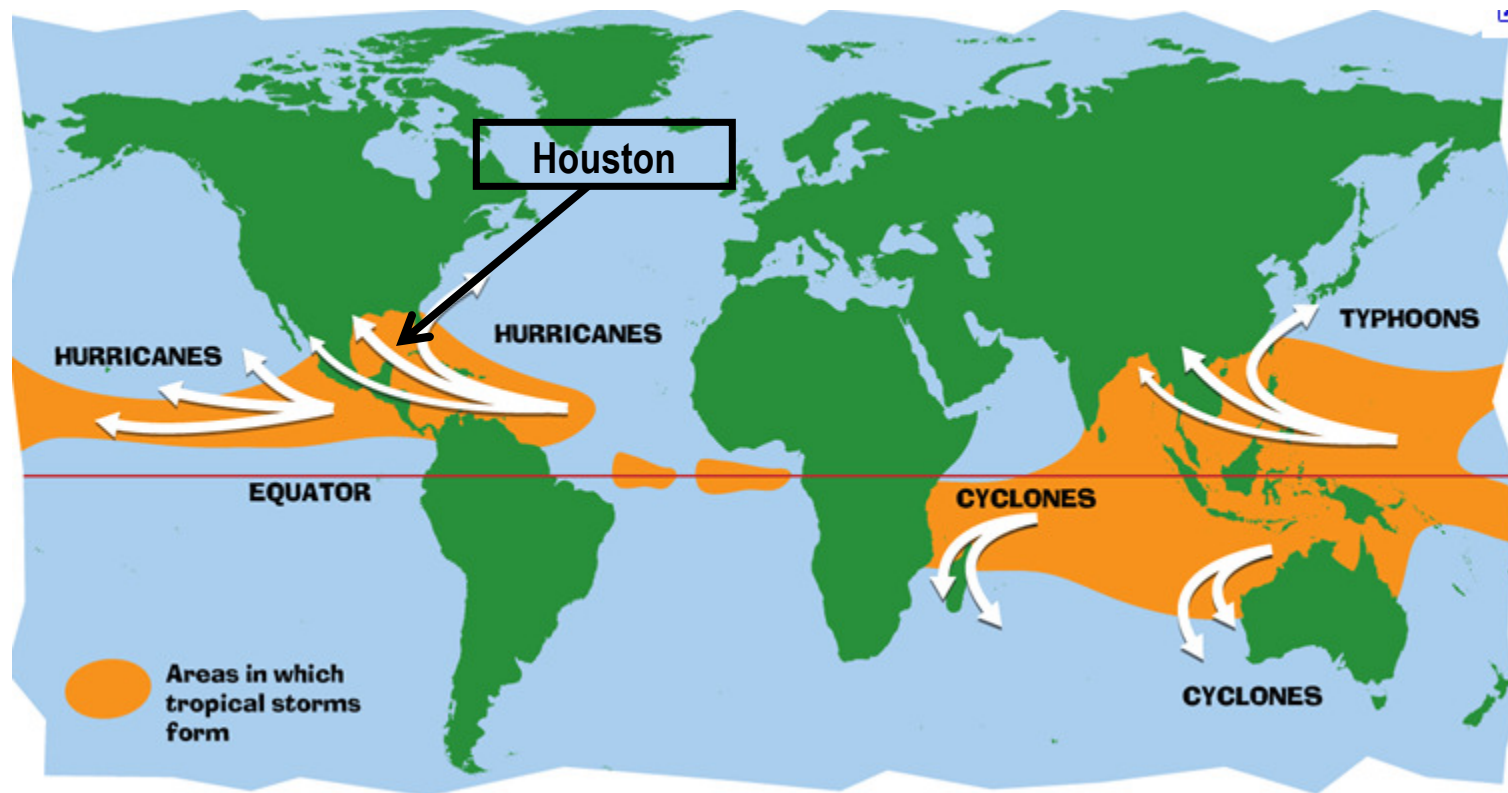 Houston
HURRICANES
TYPHOONS
HURRICANES
EQUATOR
CYCLONES
Areas in which
tropical storms
form
CYCLONES